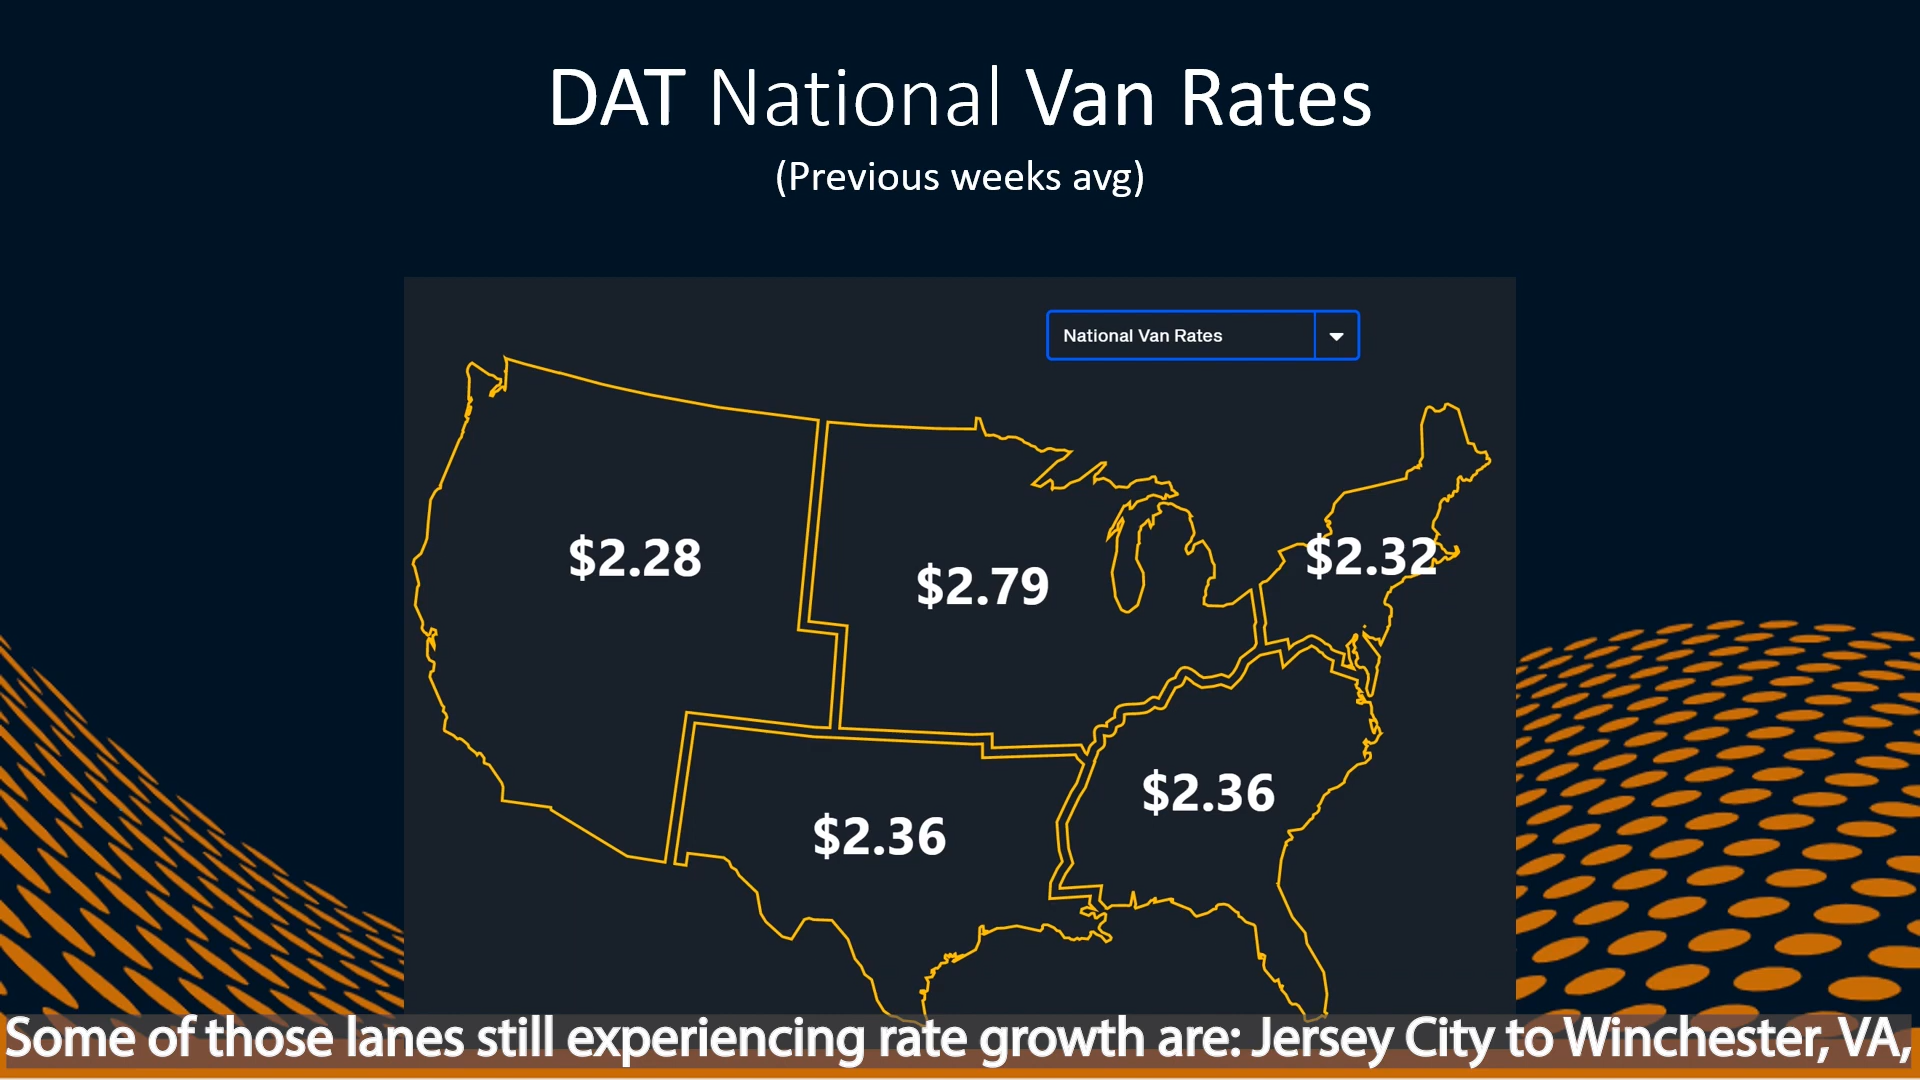 DAT National Van Rates
(Previous weeks avg)
National Van Rates
$2.28
$2.79
$2.32
$2.36
$2.36
Some of those lanes still experiencing rate growth are: Jersey City to Winchester, VA,